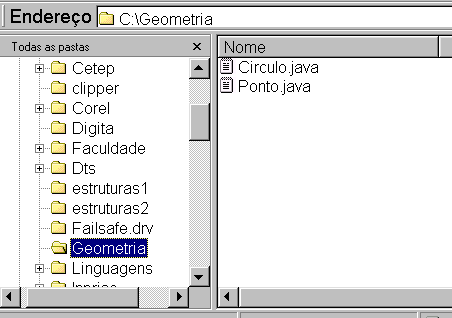 Endereço C:\Geometria
Todas as pastas
Cetep
clipper
Corel
Digita
Faculdade
Dts
estruturas1
estruturas2
Failsafe.drv
Geometria
Linguagens
Nome
Circulo.java
Ponto.java